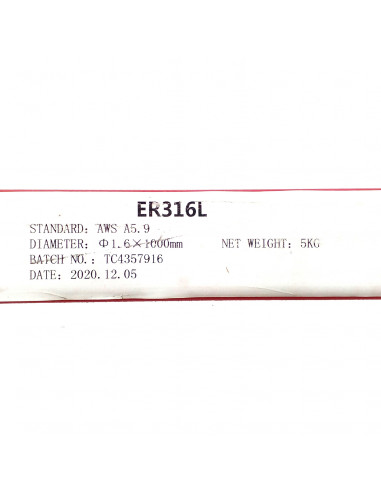 ER316L
STANDARD: AWS A5.9
DIAMETER: Φ1.6×1000mm NET WEIGHT: 5KG
BATCH NO.: TC4357916
DATE: 2020.12.05